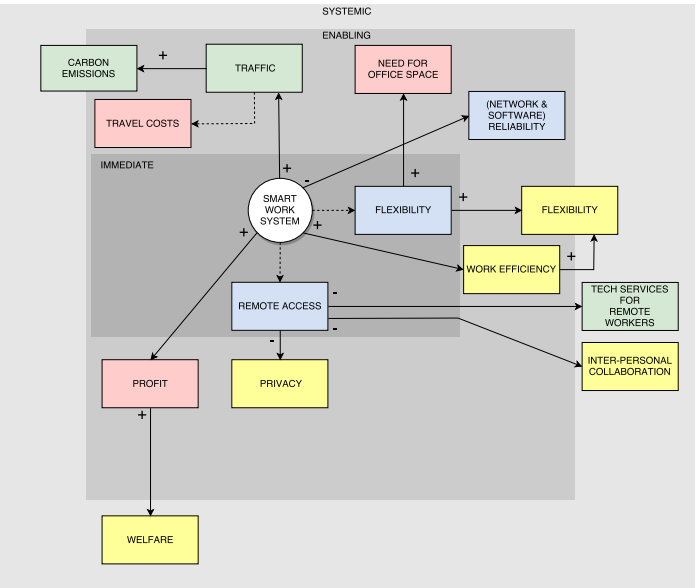 SYSTEMIC
ENABLING
CARBON
EMISSIONS
+
TRAFFIC
NEED FOR
OFFICE SPACE
TRAVEL COSTS
(NETWORK &
SOFTWARE)
RELIABILITY
IMMEDIATE
+
-
+
SMART
WORK
SYSTEM
FLEXIBILITY
+
FLEXIBILITY
+
+
WORK EFFICIENCY
+
REMOTE ACCESS
-
-
TECH SERVICES
FOR
REMOTE
WORKERS
-
PROFIT
PRIVACY
INTER-PERSONAL
COLLABORATION
+
WELFARE